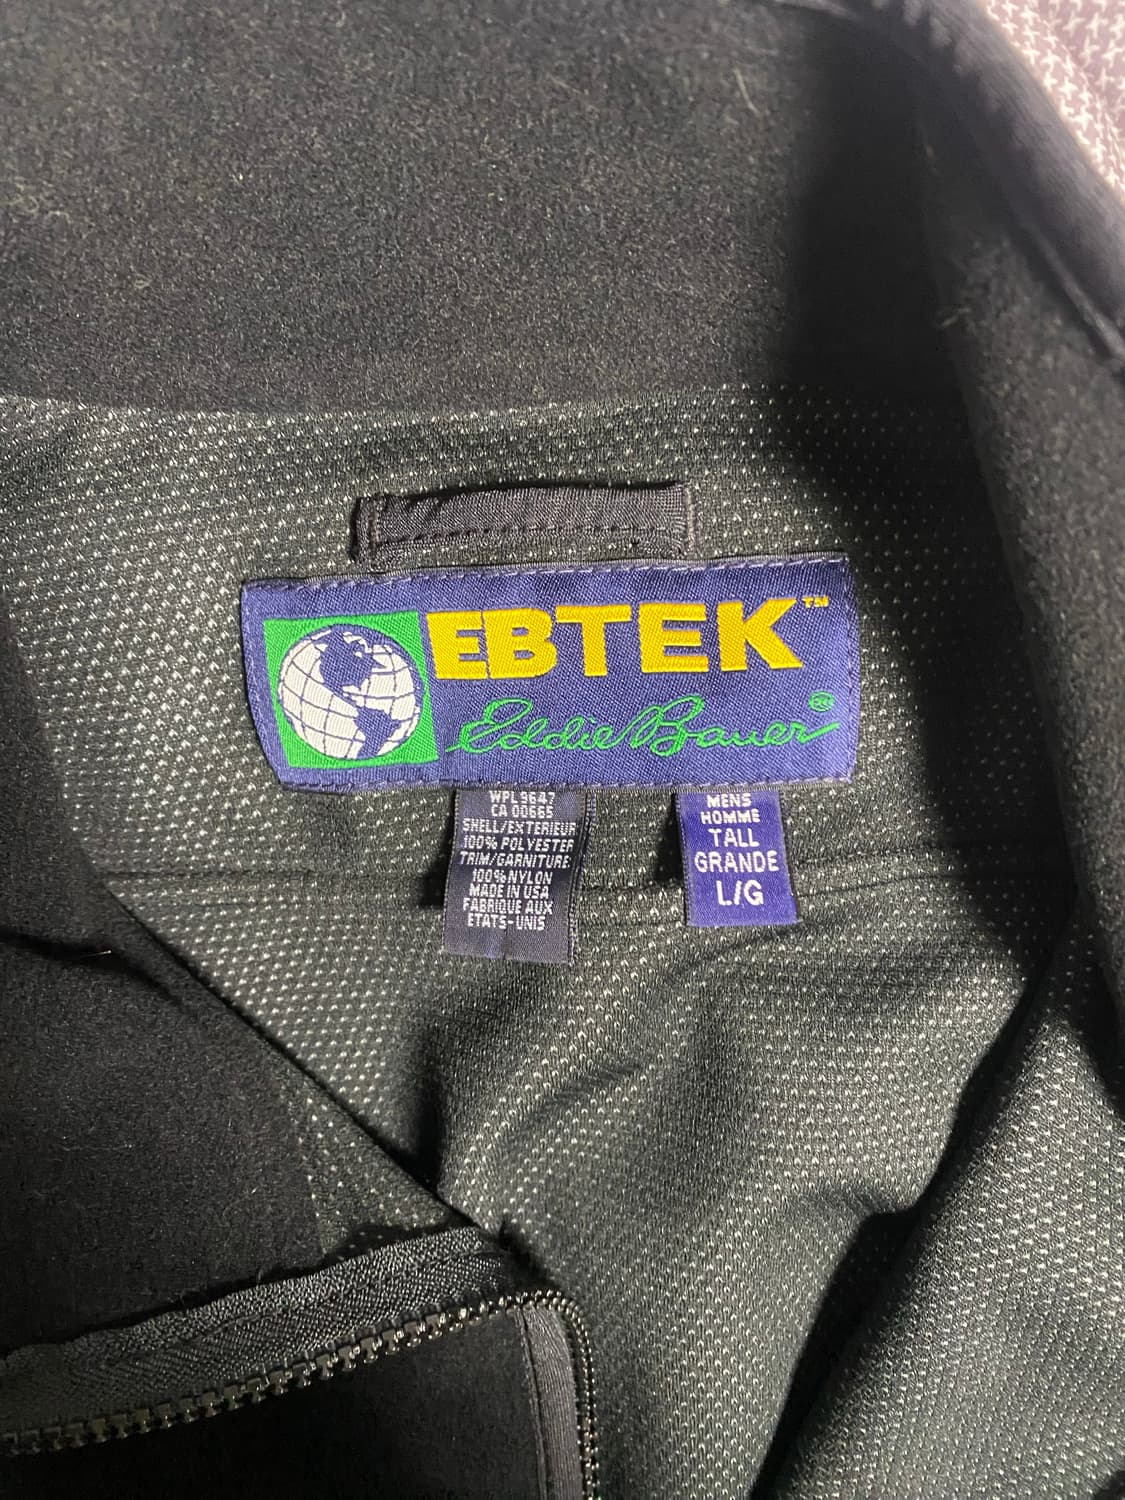 EBTEK™
Eddie Bauer®
WPL 9647
CA 00665
SHELL/EXTERIEUR
100% POLYESTER
TRIM/GARNITURE:
100% NYLON
MADE IN USA
FABRIQUE AUX
ETATS-UNIS
MENS
HOMME
TALL
GRANDE
L/G